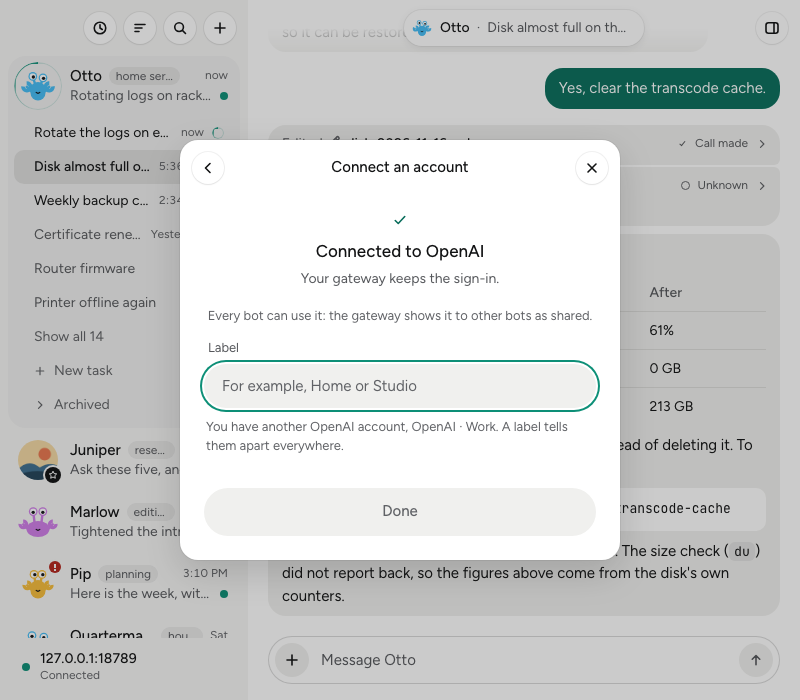 so it can be restor
Otto · Disk almost full on th...
Otto home ser... now
Rotating logs on rack...
Yes, clear the transcode cache.
Rotate the logs on e... now
Call made
Disk almost full o... 5:36
Unknown
Weekly backup c... 2:34
Certificate rene... Yeste
Router firmware
Printer offline again
Show all 14
New task
Archived
Connect an account
Connected to OpenAI
Your gateway keeps the sign-in.
Every bot can use it: the gateway shows it to other bots as shared.
Label
For example, Home or Studio
You have another OpenAI account, OpenAI · Work. A label tells
them apart everywhere.
Done
After
61%
0 GB
213 GB
ead of deleting it. To
transcode-cache
. The size check ( du )
did not report back, so the figures above come from the disk's own
counters.
Juniper rese...
Ask these five, an
Marlow editi...
Tightened the intr
Pip planning 3:10 PM
Here is the week, wit...
Quarterma hou... Sat
127.0.0.1:18789
Connected
Message Otto